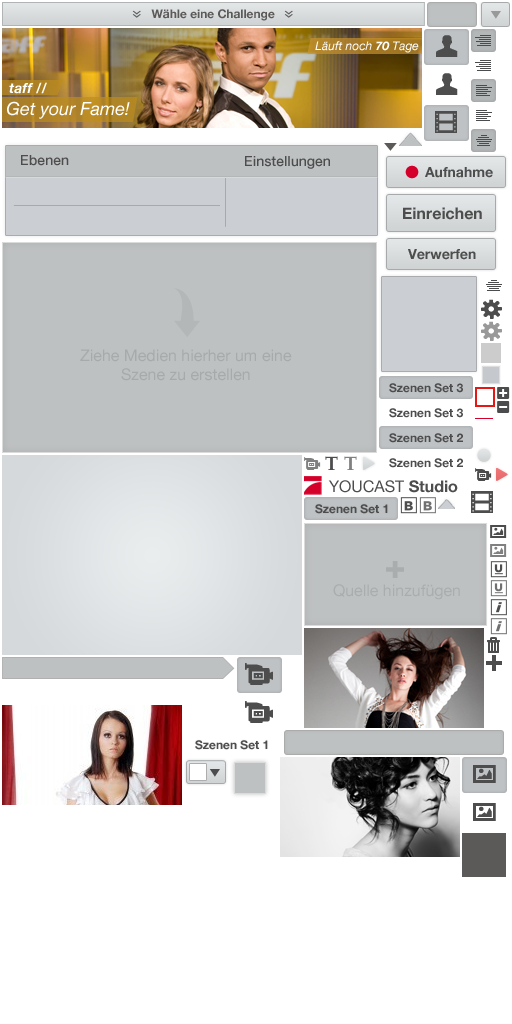 Wähle eine Challenge
Läuft noch 70 Tage
taff //
Get your Fame!
taff
Ebenen
Einstellungen
Aufnahme
Einreichen
Verwerfen
Ziehe Medien hierher um eine
Szene zu erstellen
Szenen Set 3
Szenen Set 3
Szenen Set 2
Szenen Set 2
T T
YOUCAST Studio
Szenen Set 1
B B
Quelle hinzufügen
U
U
i
i
Szenen Set 1